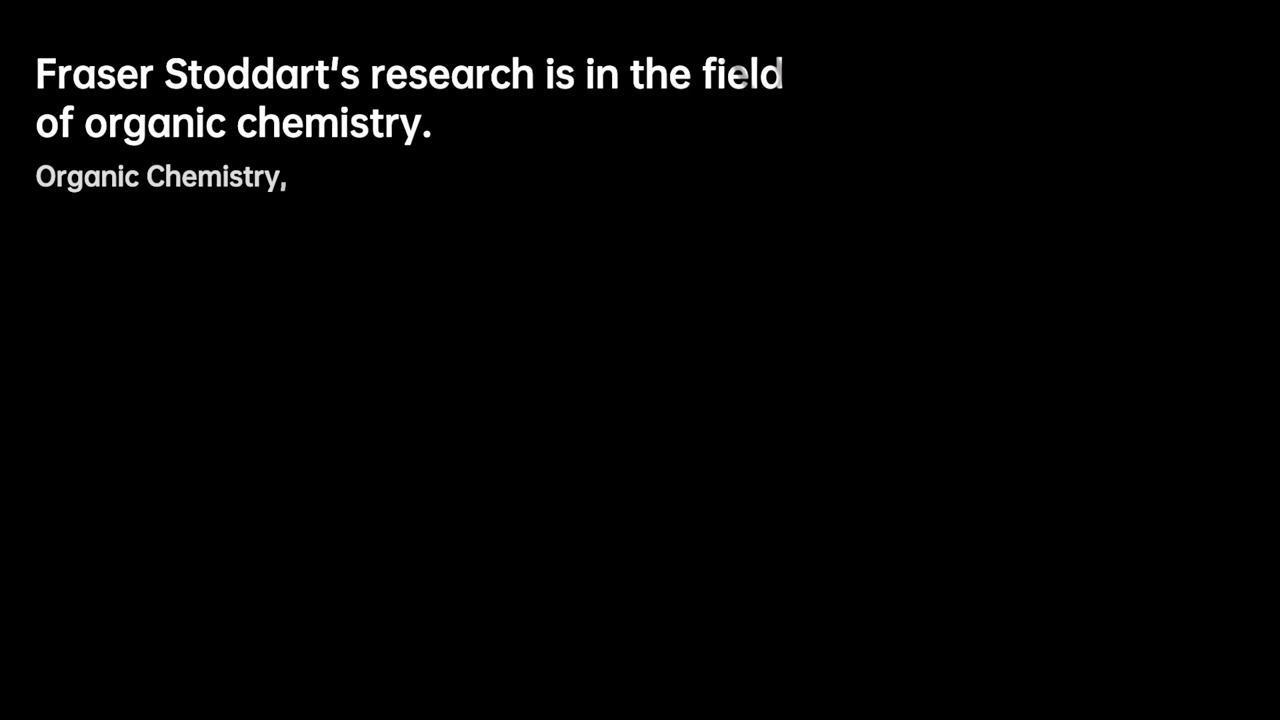 Fraser Stoddart's research is in the field
of organic chemistry.
Organic Chemistry,